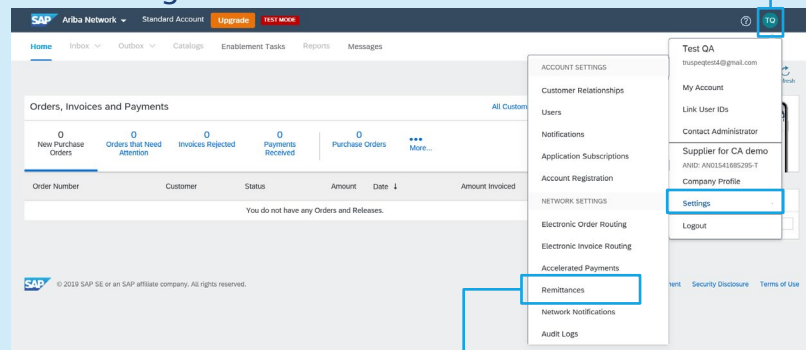 SAP Ariba Network Standard Account Upgrade TEST MODE ? TQ
Home Inbox Outbox Catalogs Enablement Tasks Reports Messages
Test QA
truspeqtest4@gmail.com
My Account
Link User IDs
Contact Administrator
Supplier for CA demo
ANID: AN01541685295-T
Company Profile
Settings
Logout
ACCOUNT SETTINGS
Customer Relationships
Users
Notifications
Application Subscriptions
Account Registration
NETWORK SETTINGS
Electronic Order Routing
Electronic Invoice Routing
Accelerated Payments
Remittances
Network Notifications
Audit Logs
Orders, Invoices and Payments All Custom
0 0 0 0 0
New Purchase Orders that Need Invoices Rejected Payments Purchase Orders More...
Orders Attention Received
Order Number Customer Status Amount Date ↓ Amount Invoiced
You do not have any Orders and Releases.
SAP © 2019 SAP SE or an SAP affiliate company. All rights reserved. Security Disclosure Terms of Use